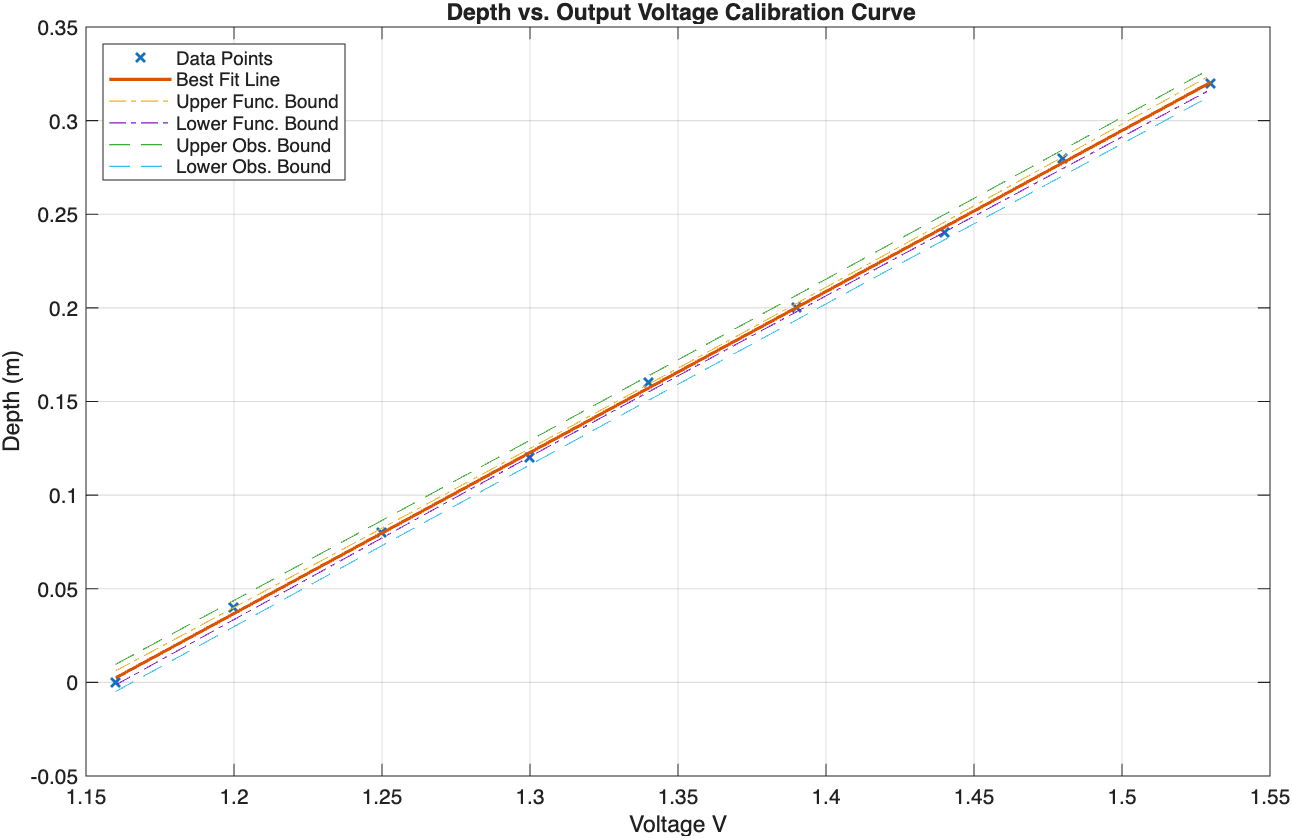 Depth vs. Output Voltage Calibration Curve
Data Points
Best Fit Line
Upper Func. Bound
Lower Func. Bound
Upper Obs. Bound
Lower Obs. Bound
Depth (m)
0.35
0.3
0.25
0.2
0.15
0.1
0.05
0
-0.05
1.15 1.2 1.25 1.3 1.35 1.4 1.45 1.5 1.55
Voltage V